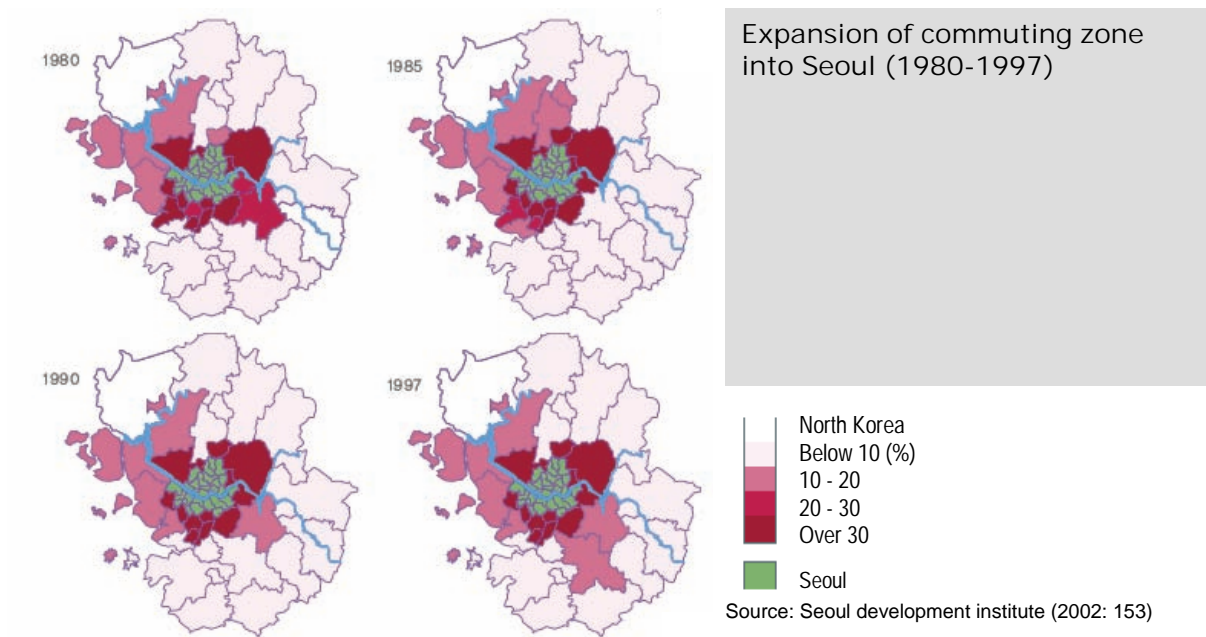 1980
1985
Expansion of commuting zone
into Seoul (1980-1997)
1990
1997
North Korea
Below 10 (%)
10 - 20
20 - 30
Over 30
Seoul
Source: Seoul development institute (2002: 153)